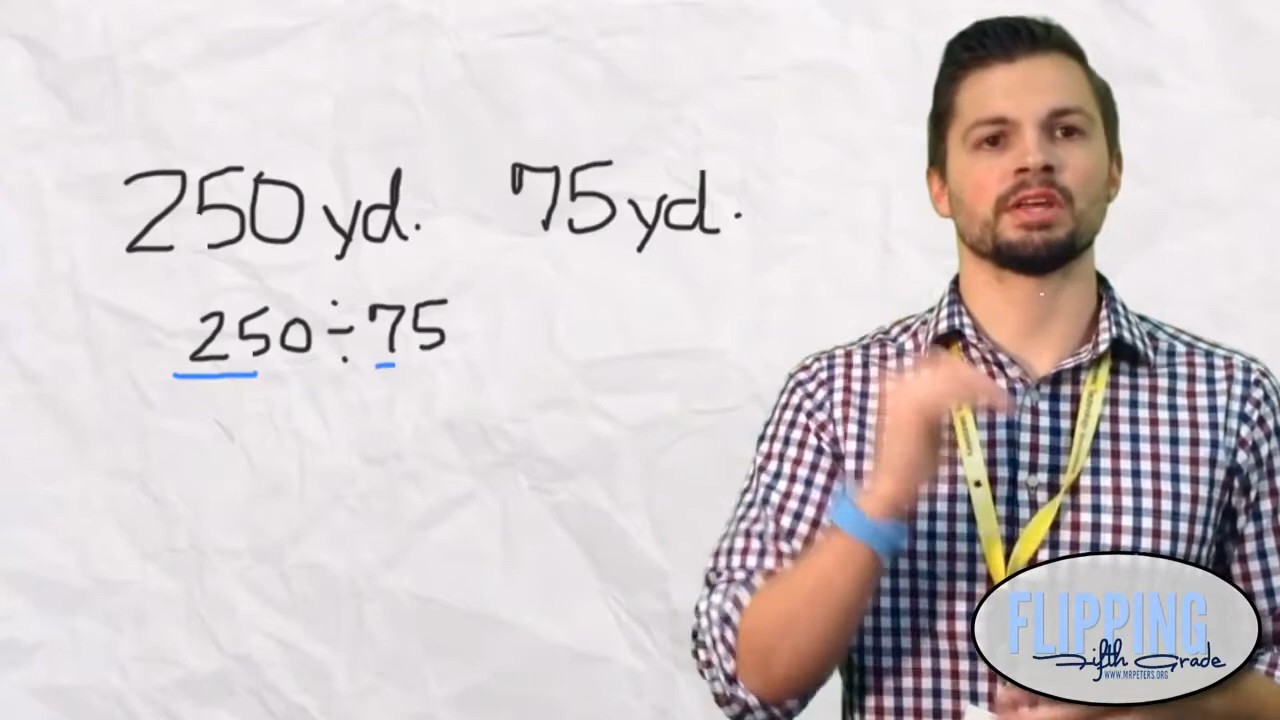 250 yd. 75 yd.
250 ÷ 75
FLIPPING
Fifth Grade
WWW.MRPETERS.ORG